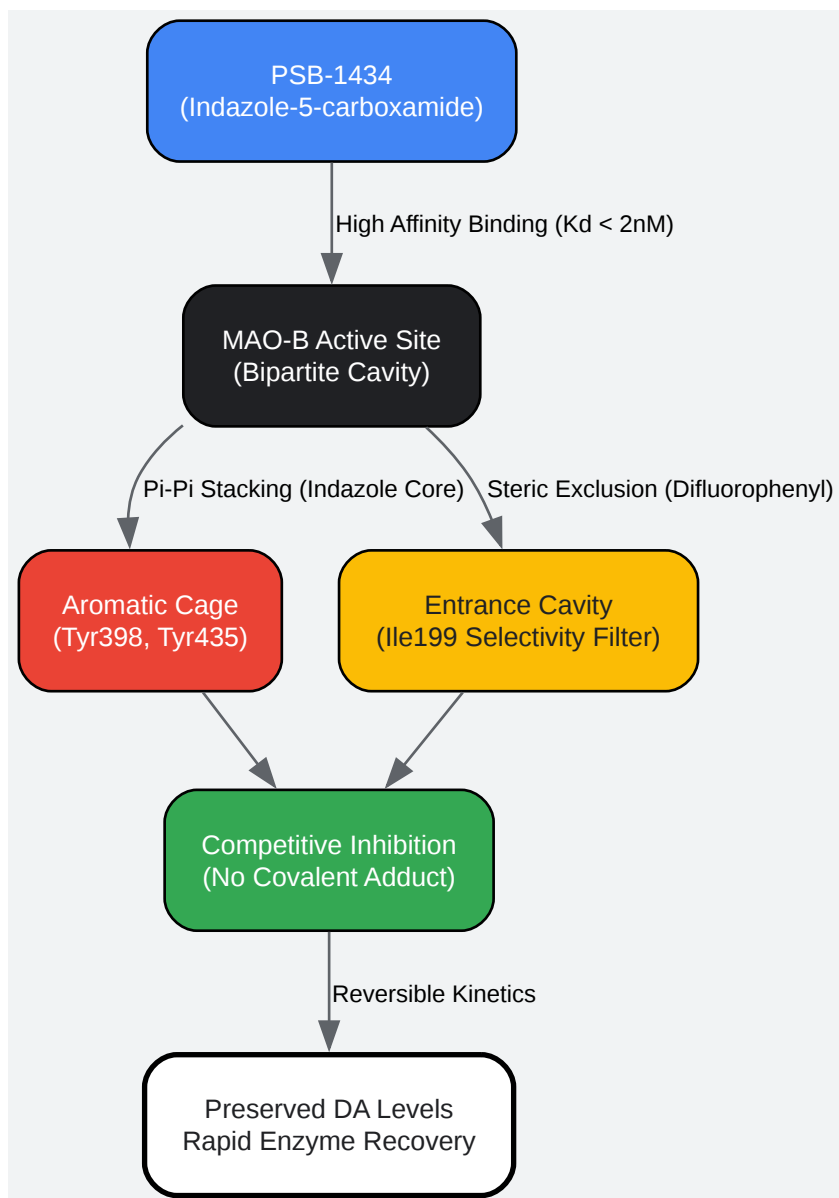 PSB-1434
(Indazole-5-carboxamide)
High Affinity Binding (Kd < 2nM)
MAO-B Active Site
(Bipartite Cavity)
Pi-Pi Stacking (Indazole Core)
Steric Exclusion (Difluorophenyl)
Aromatic Cage
(Tyr398, Tyr435)
Entrance Cavity
(Ile199 Selectivity Filter)
Competitive Inhibition
(No Covalent Adduct)
Reversible Kinetics
Preserved DA Levels
Rapid Enzyme Recovery